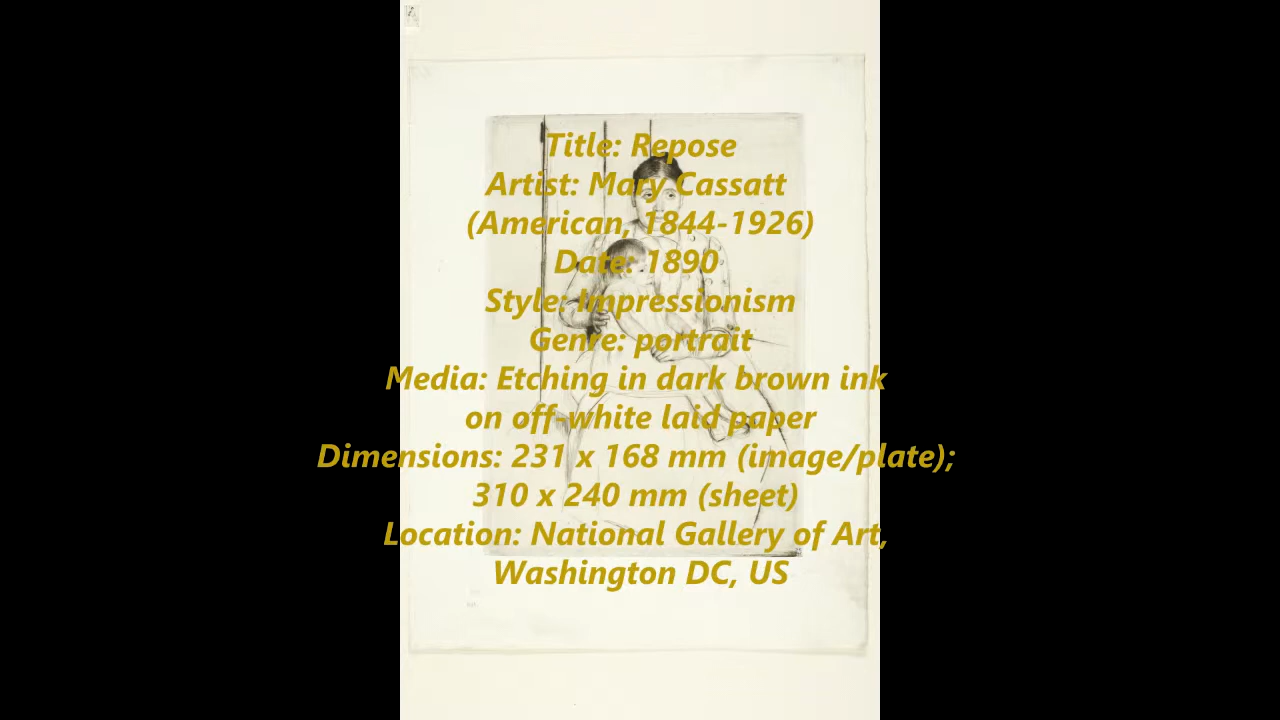 Title: Repose
Artist: Mary Cassatt
(American, 1844-1926)
Date: 1890
Style: Impressionism
Genre: portrait
Media: Etching in dark brown ink
on off-white laid paper
Dimensions: 231 x 168 mm (image/plate);
310 x 240 mm (sheet)
Location: National Gallery of Art,
Washington DC, US